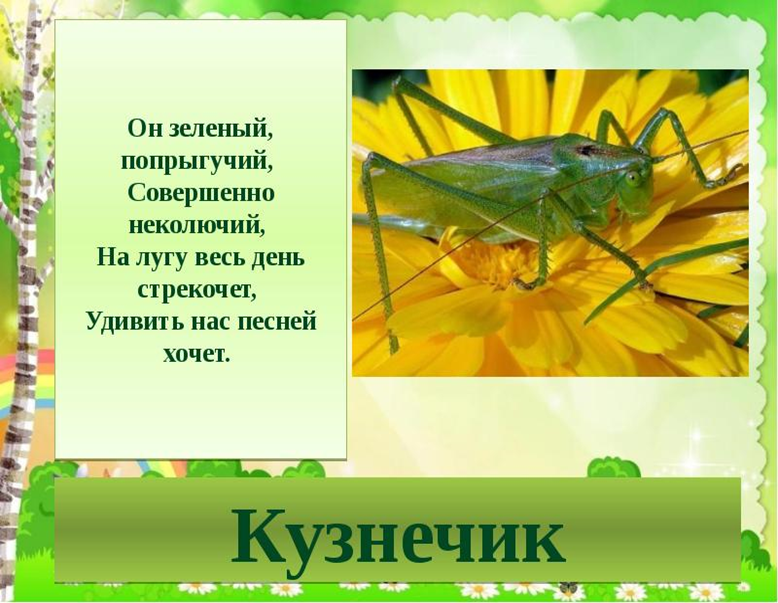 Он зеленый,
попрыгучий,
Совершенно
неколючий,
На лугу весь день
стрекочет,
Удивить нас песней
хочет.
Кузнечик